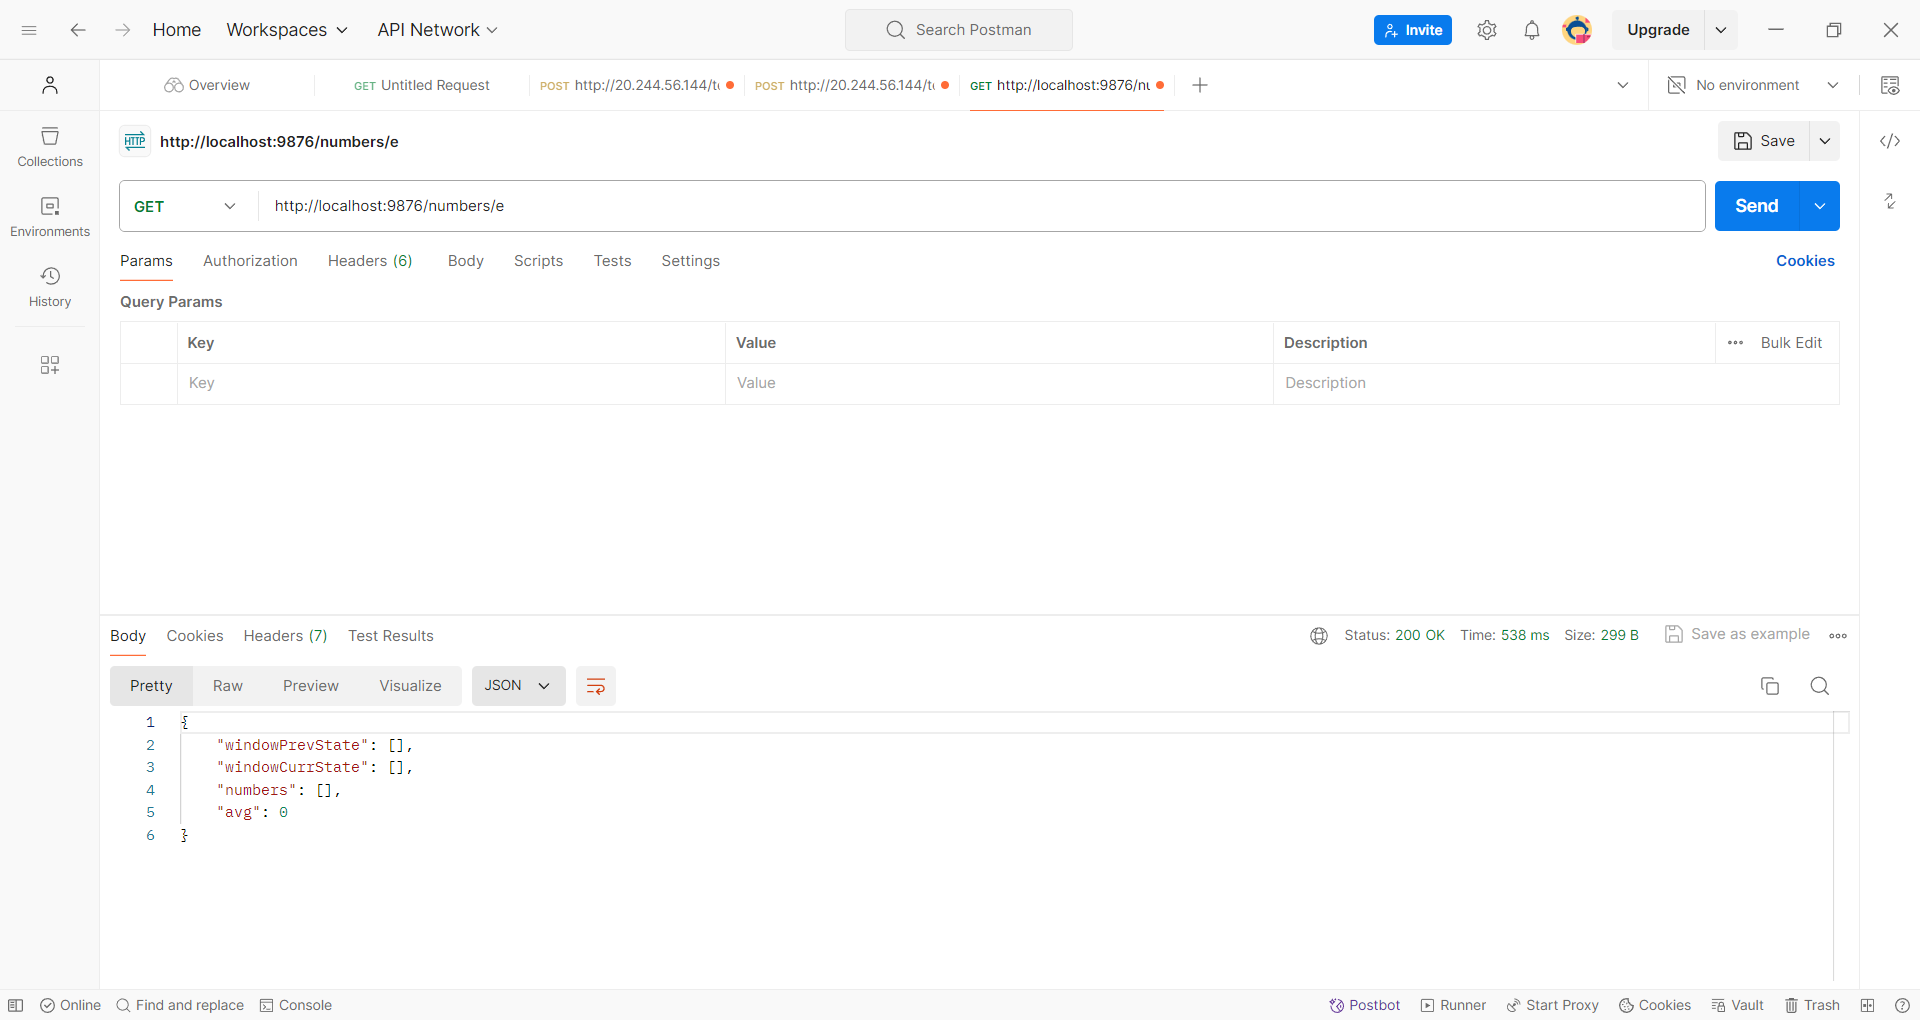 Home Workspaces API Network Search Postman Invite Upgrade
Overview GET Untitled Request POST http://20.244.56.144/t POST http://20.244.56.144/t GET http://localhost:9876/nu No environment
HTTP http://localhost:9876/numbers/e Save
GET http://localhost:9876/numbers/e Send
Collections
Environments
History
Params Authorization Headers (6) Body Scripts Tests Settings Cookies
Query Params
Key Value Description Bulk Edit
Key Value Description
Body Cookies Headers (7) Test Results Status: 200 OK Time: 538 ms Size: 299 B Save as example
Pretty Raw Preview Visualize JSON
1 {
2 "windowPrevState": [],
3 "windowCurrState": [],
4 "numbers": [],
5 "avg": 0
6 }
Online Find and replace Console Postbot Runner Start Proxy Cookies Vault Trash